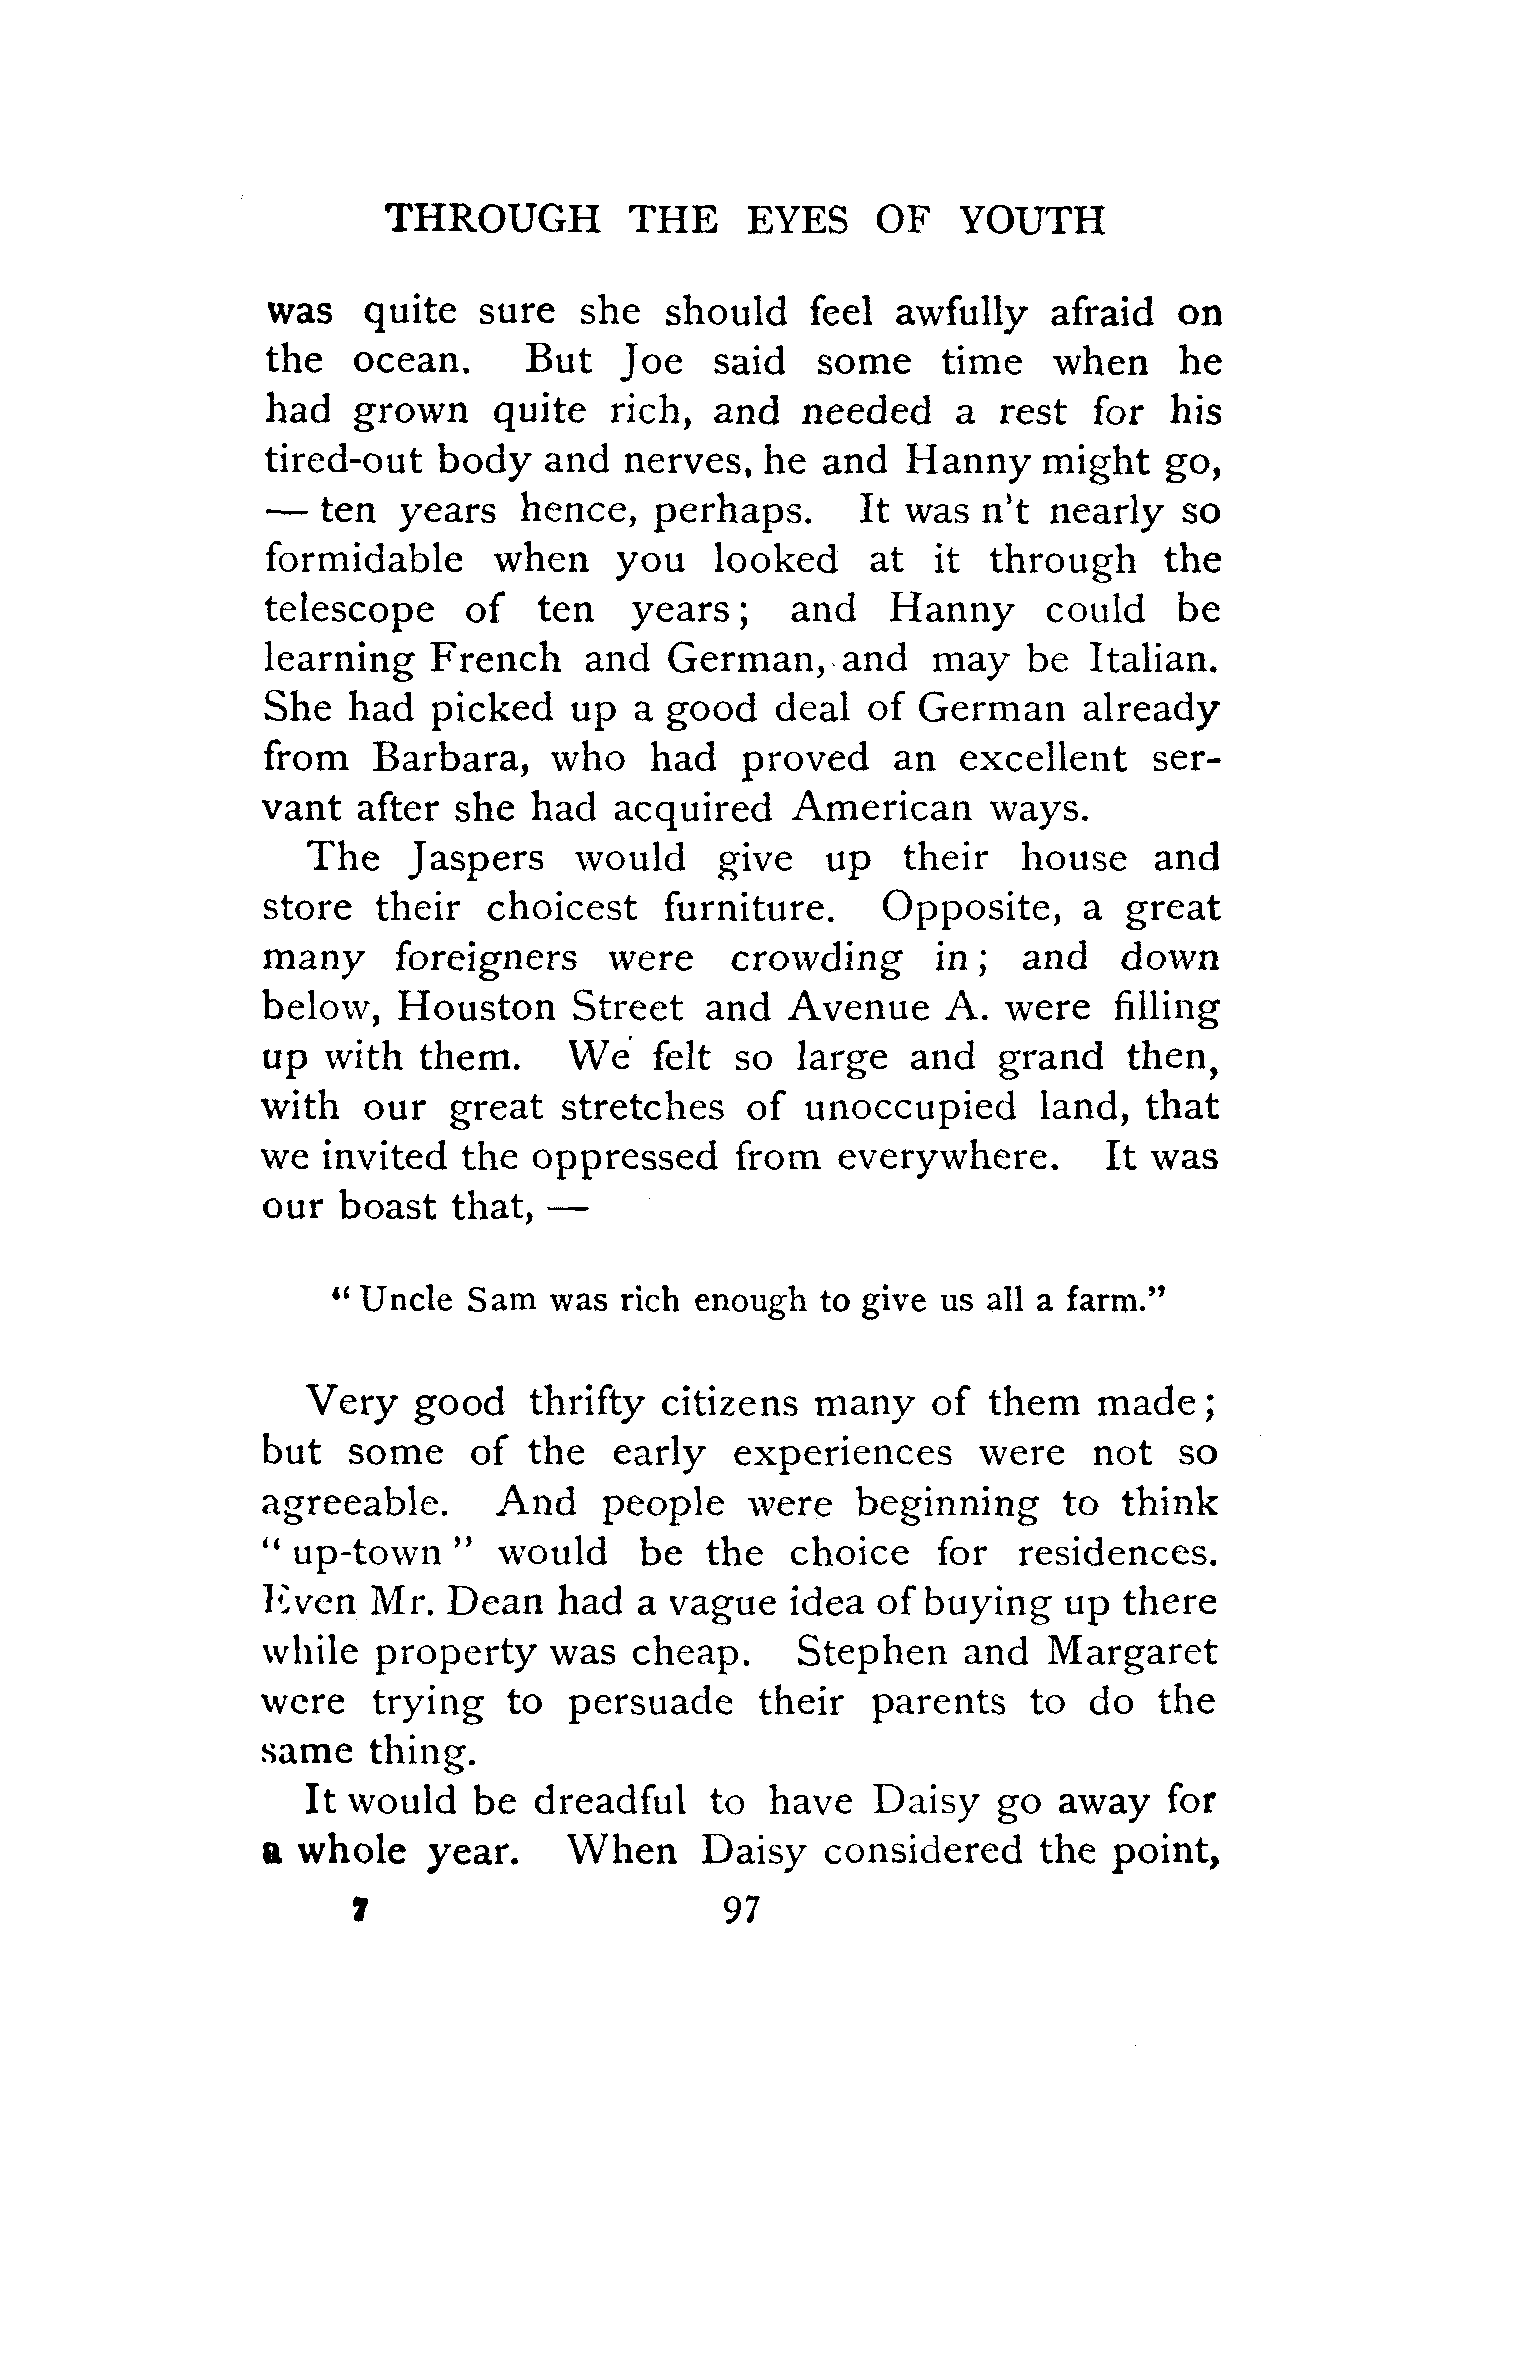 THROUGH THE EYES OF YOUTH
was quite sure she should feel awfully afraid on
the ocean. But Joe said some time when he
had grown quite rich, and needed a rest for his
tired-out body and nerves, he and Hanny might go,
— ten years hence, perhaps. It was n't nearly so
formidable when you looked at it through the
telescope of ten years; and Hanny could be
learning French and German, and may be Italian.
She had picked up a good deal of German already
from Barbara, who had proved an excellent ser-
vant after she had acquired American ways.
The Jaspers would give up their house and
store their choicest furniture. Opposite, a great
many foreigners were crowding in; and down
below, Houston Street and Avenue A. were filling
up with them. We felt so large and grand then,
with our great stretches of unoccupied land, that
we invited the oppressed from everywhere. It was
our boast that, —
"Uncle Sam was rich enough to give us all a farm."
Very good thrifty citizens many of them made;
but some of the early experiences were not so
agreeable. And people were beginning to think
"up-town" would be the choice for residences.
Even Mr. Dean had a vague idea of buying up there
while property was cheap. Stephen and Margaret
were trying to persuade their parents to do the
same thing.
It would be dreadful to have Daisy go away for
a whole year. When Daisy considered the point,
7 97